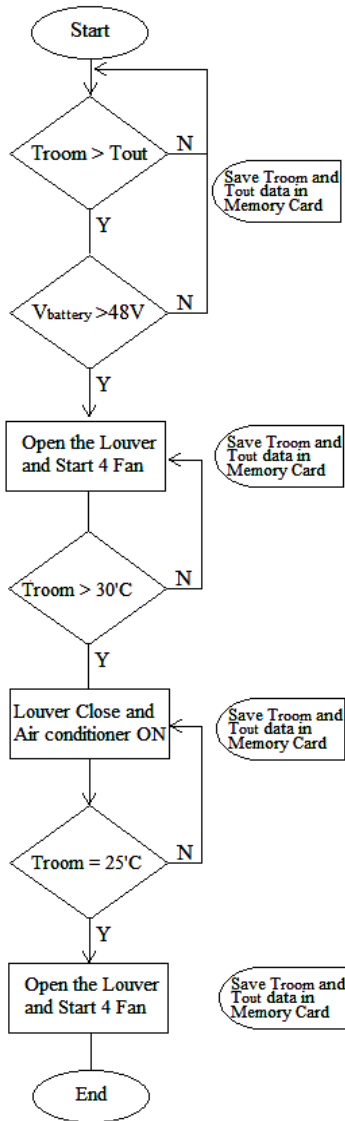 Start
Troom > Tout
N
Save Troom and
Tout data in
Memory Card
Y
Vbattery >48V
N
Y
Open the Louver
and Start 4 Fan
Save Troom and
Tout data in
Memory Card
Troom > 30'C
N
Y
Louver Close and
Air conditioner ON
Save Troom and
Tout data in
Memory Card
Troom = 25'C
N
Y
Open the Louver
and Start 4 Fan
Save Troom and
Tout data in
Memory Card
End